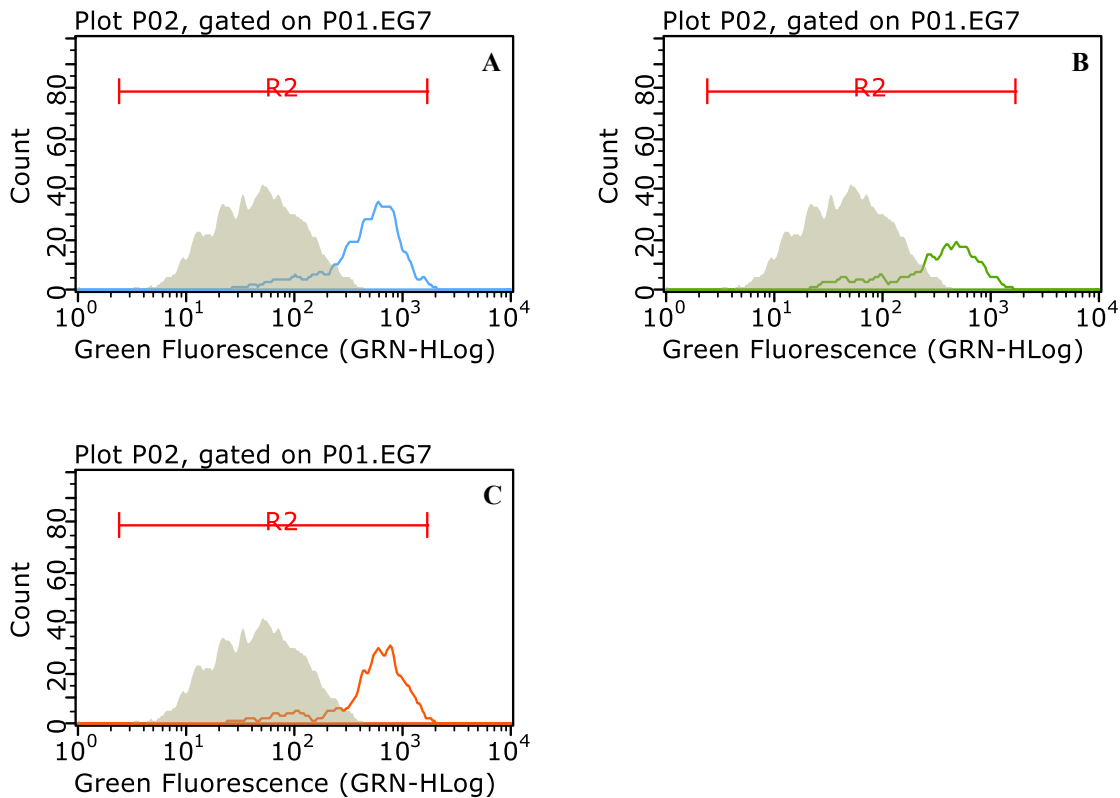 Plot P02, gated on P01.EG7
A
R2
Count
0 20 40 60 80
10^0 10^1 10^2 10^3 10^4
Green Fluorescence (GRN-HLog)
Plot P02, gated on P01.EG7
B
R2
Count
0 20 40 60 80
10^0 10^1 10^2 10^3 10^4
Green Fluorescence (GRN-HLog)
Plot P02, gated on P01.EG7
C
R2
Count
0 20 40 60 80
10^0 10^1 10^2 10^3 10^4
Green Fluorescence (GRN-HLog)